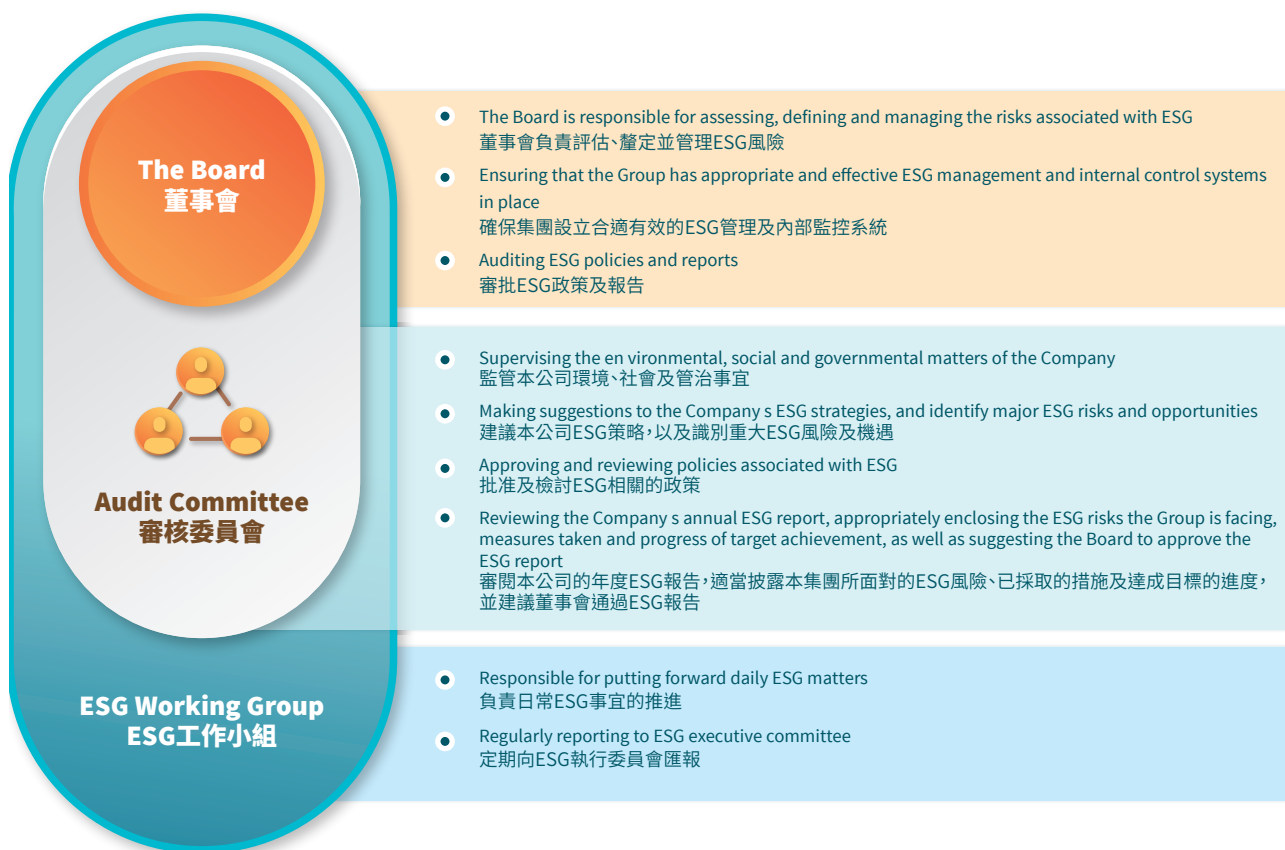 The Board
董事會
The Board is responsible for assessing, defining and managing the risks associated with ESG
董事會負責評估、釐定並管理ESG風險
Ensuring that the Group has appropriate and effective ESG management and internal control systems
in place
確保集團設立合適有效的ESG管理及內部監控系統
Auditing ESG policies and reports
審批ESG政策及報告
Audit Committee
審核委員會
Supervising the en vironmental, social and governmental matters of the Company
監管本公司環境、社會及管治事宜
Making suggestions to the Company s ESG strategies, and identify major ESG risks and opportunities
建議本公司ESG策略，以及識別重大ESG風險及機遇
Approving and reviewing policies associated with ESG
批准及檢討ESG相關的政策
Reviewing the Company s annual ESG report, appropriately enclosing the ESG risks the Group is facing,
measures taken and progress of target achievement, as well as suggesting the Board to approve the
ESG report
審閱本公司的年度ESG報告，適當披露本集團所面對的ESG風險、已採取的措施及達成目標的進度，
並建議董事會通過ESG報告
ESG Working Group
ESG工作小組
Responsible for putting forward daily ESG matters
負責日常ESG事宜的推進
Regularly reporting to ESG executive committee
定期向ESG執行委員會匯報